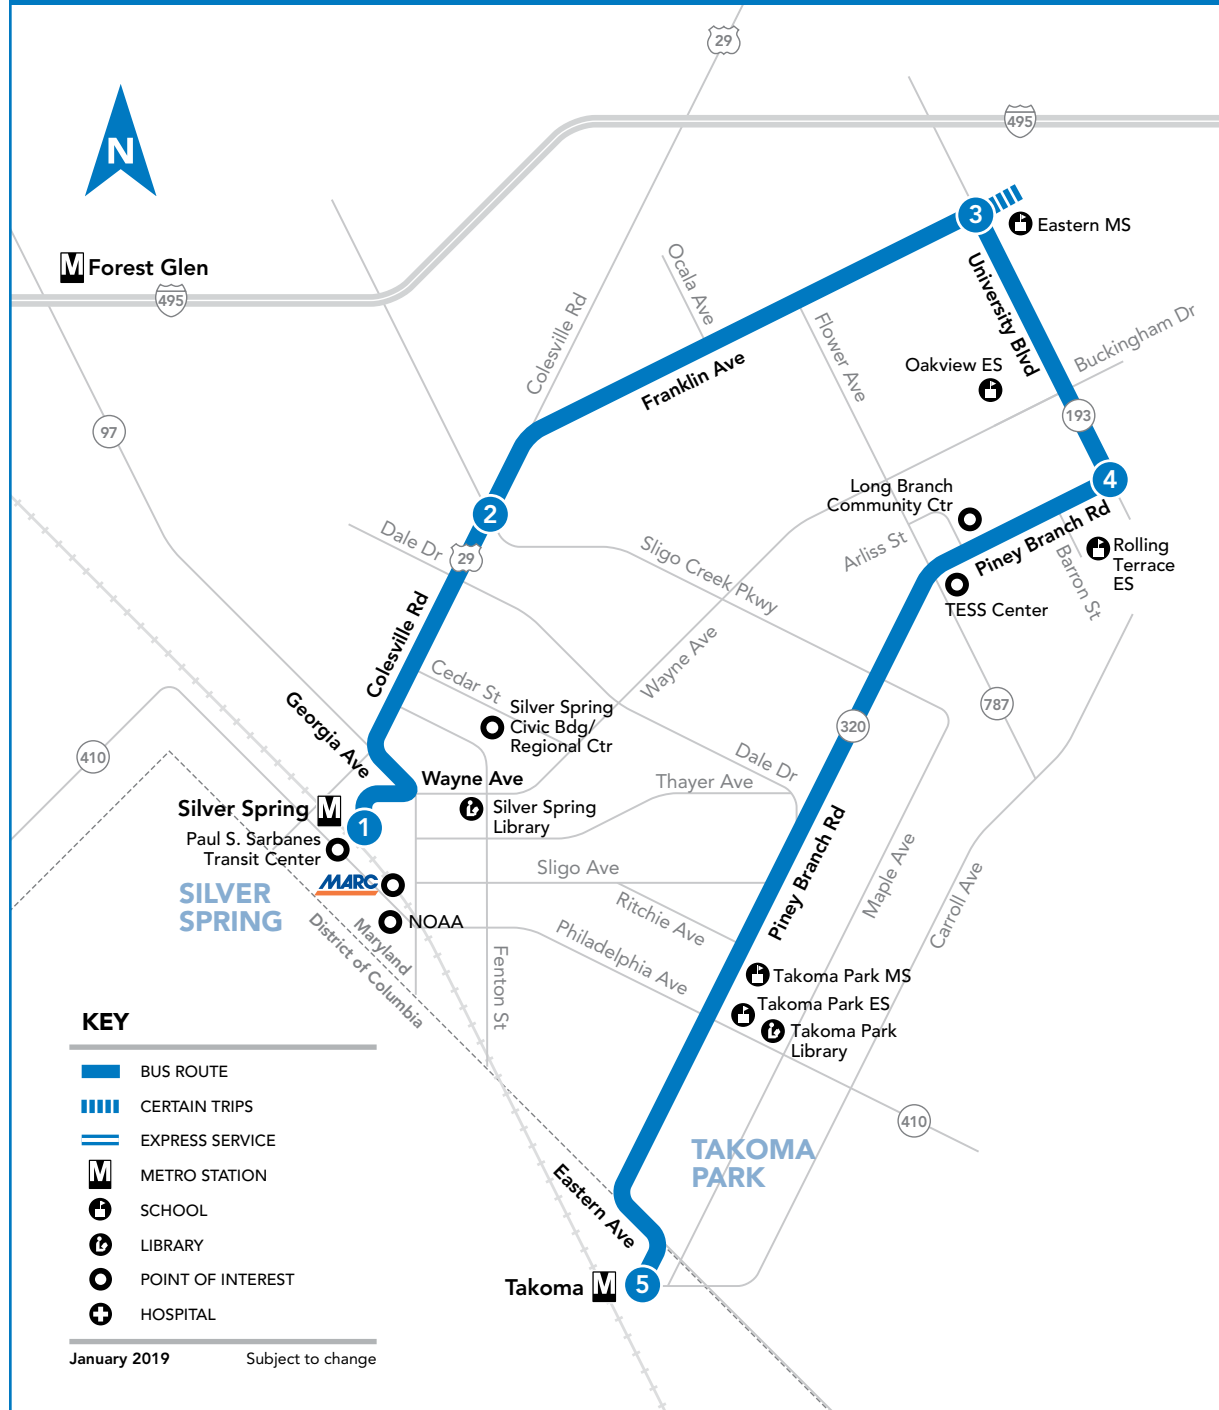 29
495
N
3
Eastern MS
Forest Glen
495
Ocala Ave
University Blvd
Colesville Rd
Flower Ave
Buckingham Dr
Franklin Ave
Oakview ES
193
97
4
Long Branch
Community Ctr
2
Piney Branch Rd
Arliss St
Dale Dr
29
Sligo Creek Pkwy
Barron St
Rolling
Terrace
ES
TESS Center
Colesville Rd
Wayne Ave
Cedar St
Georgia Ave
Silver Spring
Civic Bdg/
Regional Ctr
787
320
410
Dale Dr
Wayne Ave
Thayer Ave
Silver Spring
M
1
Silver Spring
Library
Paul S. Sarbanes
Transit Center
Piney Branch Rd
Maple Ave
MARC
Sligo Ave
SILVER
SPRING
Carroll Ave
Ritchie Ave
NOAA
Maryland
District of Columbia
Philadelphia Ave
Fenton St
Takoma Park MS
Takoma Park ES
Takoma Park
Library
410
TAKOMA
PARK
Eastern Ave
Takoma
M
5
M
KEY
BUS ROUTE
CERTAIN TRIPS
EXPRESS SERVICE
M
METRO STATION
SCHOOL
LIBRARY
POINT OF INTEREST
HOSPITAL
January 2019
Subject to change